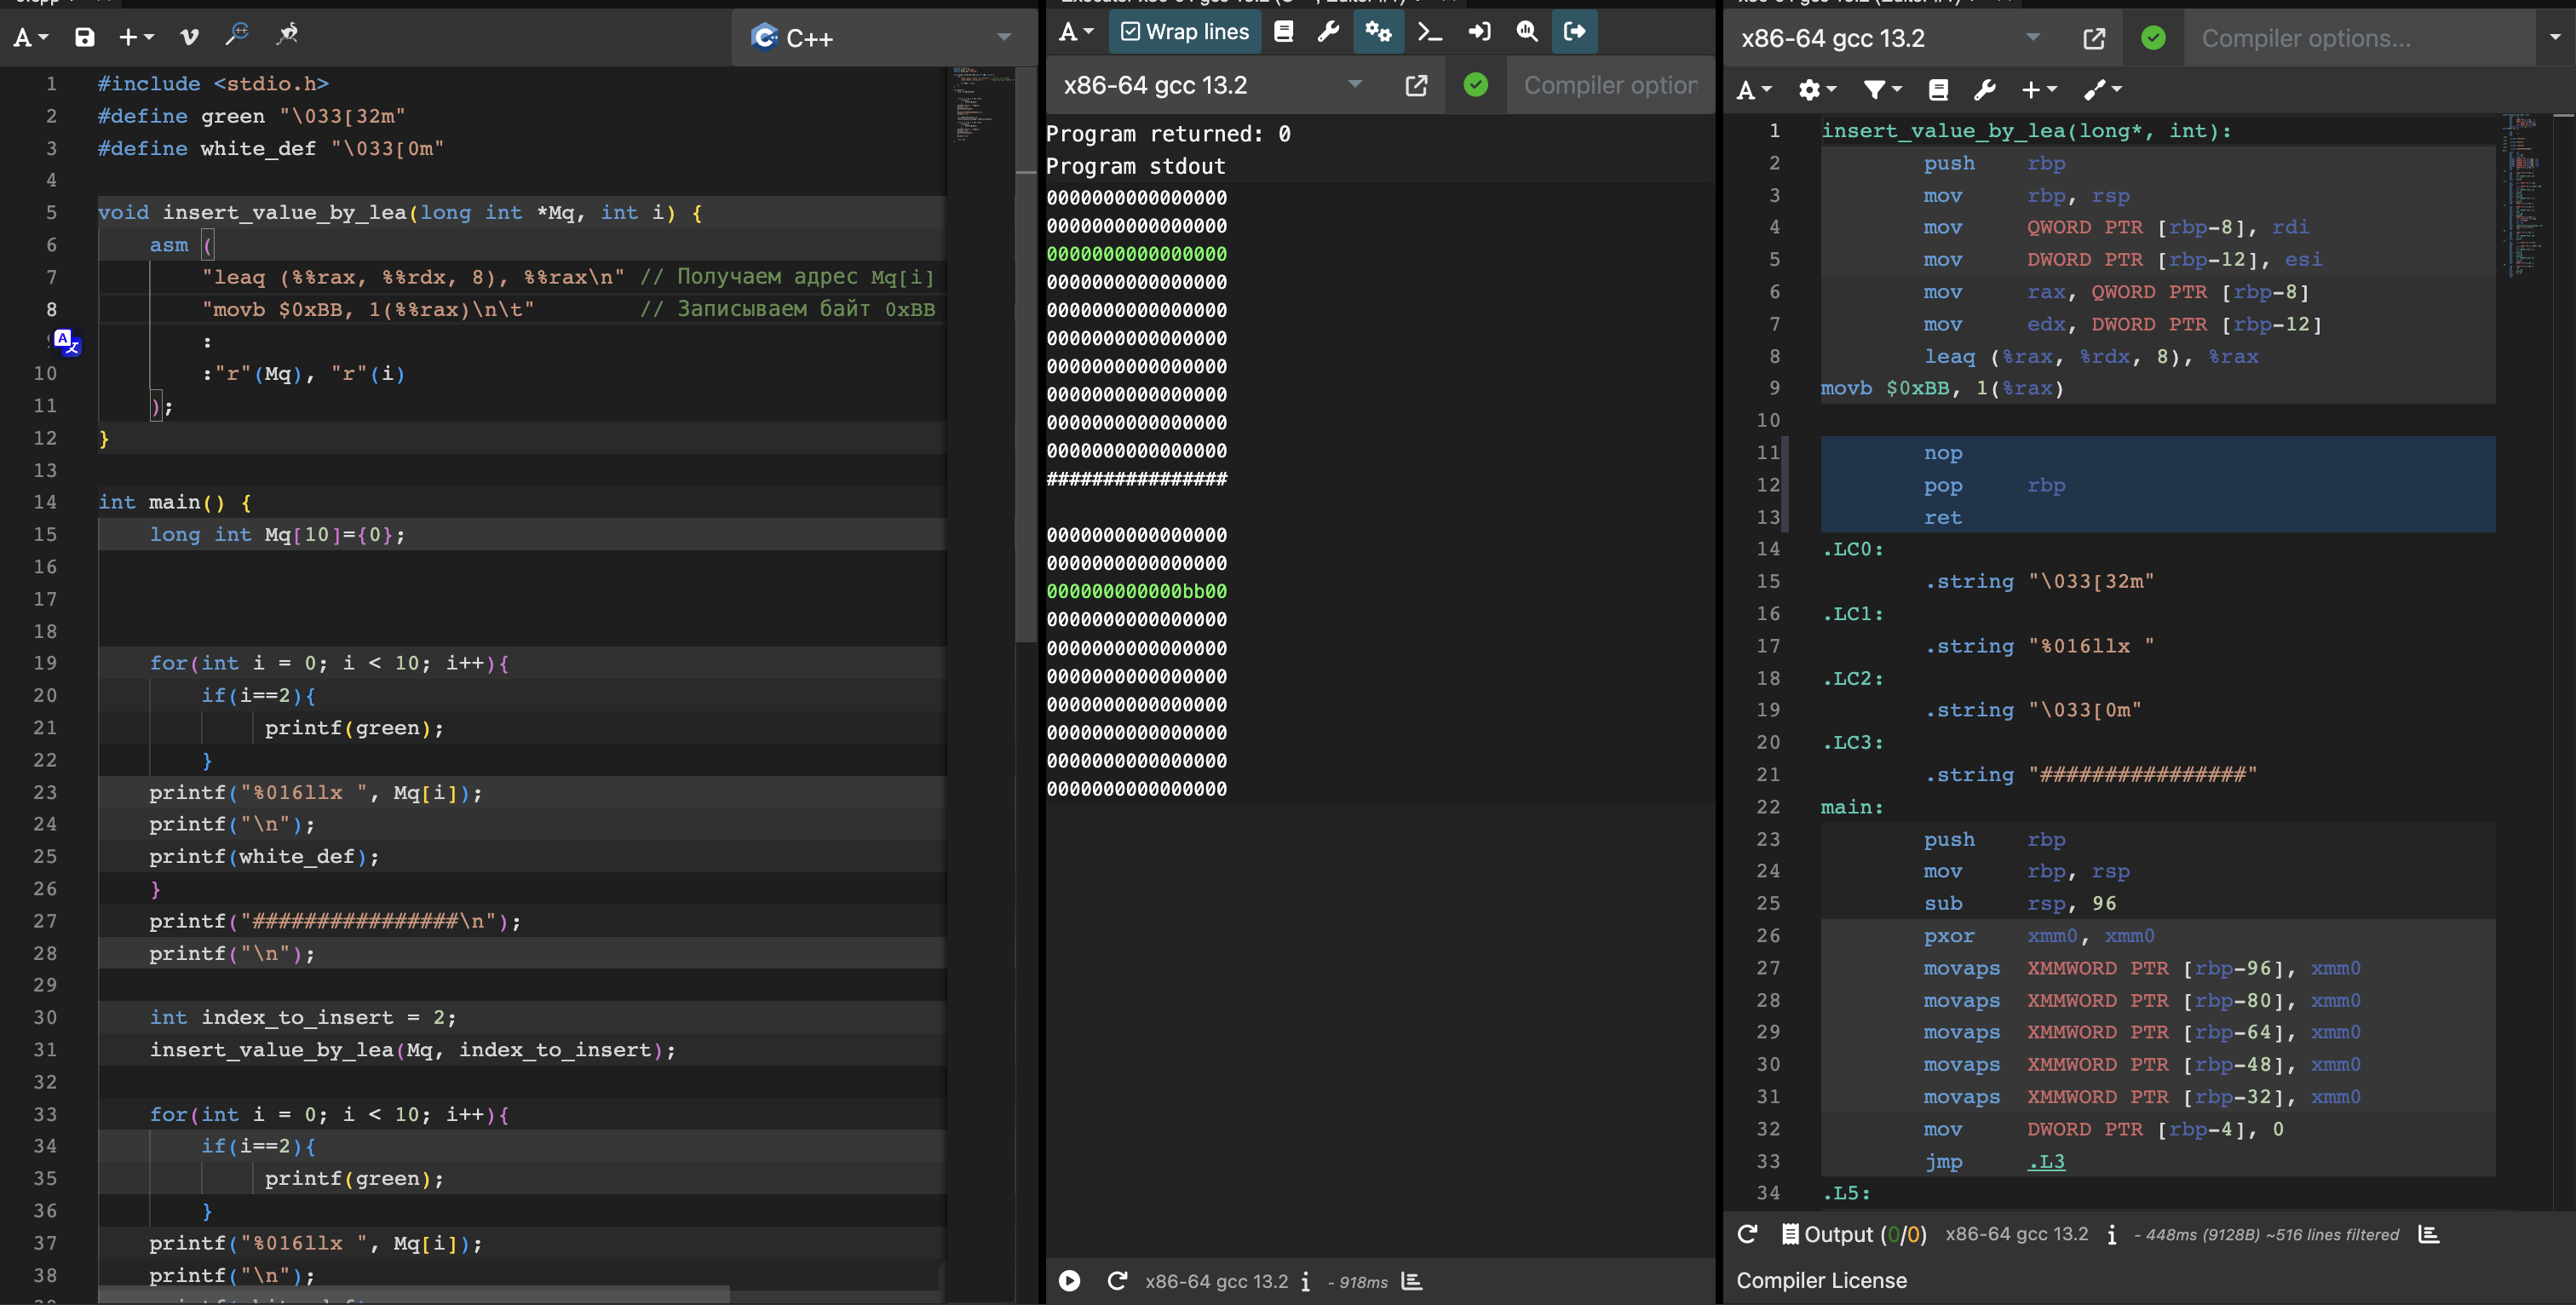 C++
1 #include <stdio.h>
2 #define green "\033[32m"
3 #define white_def "\033[0m"
4
5 void insert_value_by_lea(long int *Mq, int i) {
6 asm (
7 "leaq (%%rax, %%rdx, 8), %%rax\n" // Получаем адрес Mq[i]
8 "movb $0xBB, 1(%%rax)\n\t" // Записываем байт 0xBB
:
10 :"r"(Mq), "r"(i)
11 );
12 }
13
14 int main() {
15 long int Mq[10]={0};
16
17
18
19 for(int i = 0; i < 10; i++){
20 if(i==2){
21 printf(green);
22 }
23 printf("%016llx ", Mq[i]);
24 printf("\n");
25 printf(white_def);
26 }
27 printf("################\n");
28 printf("\n");
29
30 int index_to_insert = 2;
31 insert_value_by_lea(Mq, index_to_insert);
32
33 for(int i = 0; i < 10; i++){
34 if(i==2){
35 printf(green);
36 }
37 printf("%016llx ", Mq[i]);
38 printf("\n");
Wrap lines
x86-64 gcc 13.2 Compiler option
Program returned: 0
Program stdout
0000000000000000
0000000000000000
0000000000000000
0000000000000000
0000000000000000
0000000000000000
0000000000000000
0000000000000000
0000000000000000
0000000000000000
################
0000000000000000
0000000000000000
000000000000bb00
0000000000000000
0000000000000000
0000000000000000
0000000000000000
0000000000000000
0000000000000000
0000000000000000
x86-64 gcc 13.2 i - 918ms
x86-64 gcc 13.2 Compiler options...
1 insert_value_by_lea(long*, int):
2 push rbp
3 mov rbp, rsp
4 mov QWORD PTR [rbp-8], rdi
5 mov DWORD PTR [rbp-12], esi
6 mov rax, QWORD PTR [rbp-8]
7 mov edx, DWORD PTR [rbp-12]
8 leaq (%rax, %rdx, 8), %rax
9 movb $0xBB, 1(%rax)
10
11 nop
12 pop rbp
13 ret
14 .LC0:
15 .string "\033[32m"
16 .LC1:
17 .string "%016llx "
18 .LC2:
19 .string "\033[0m"
20 .LC3:
21 .string "################"
22 main:
23 push rbp
24 mov rbp, rsp
25 sub rsp, 96
26 pxor xmm0, xmm0
27 movaps XMMWORD PTR [rbp-96], xmm0
28 movaps XMMWORD PTR [rbp-80], xmm0
29 movaps XMMWORD PTR [rbp-64], xmm0
30 movaps XMMWORD PTR [rbp-48], xmm0
31 movaps XMMWORD PTR [rbp-32], xmm0
32 mov DWORD PTR [rbp-4], 0
33 jmp .L3
34 .L5:
Output (0/0) x86-64 gcc 13.2 i - 448ms (9128B) ~516 lines filtered
Compiler License